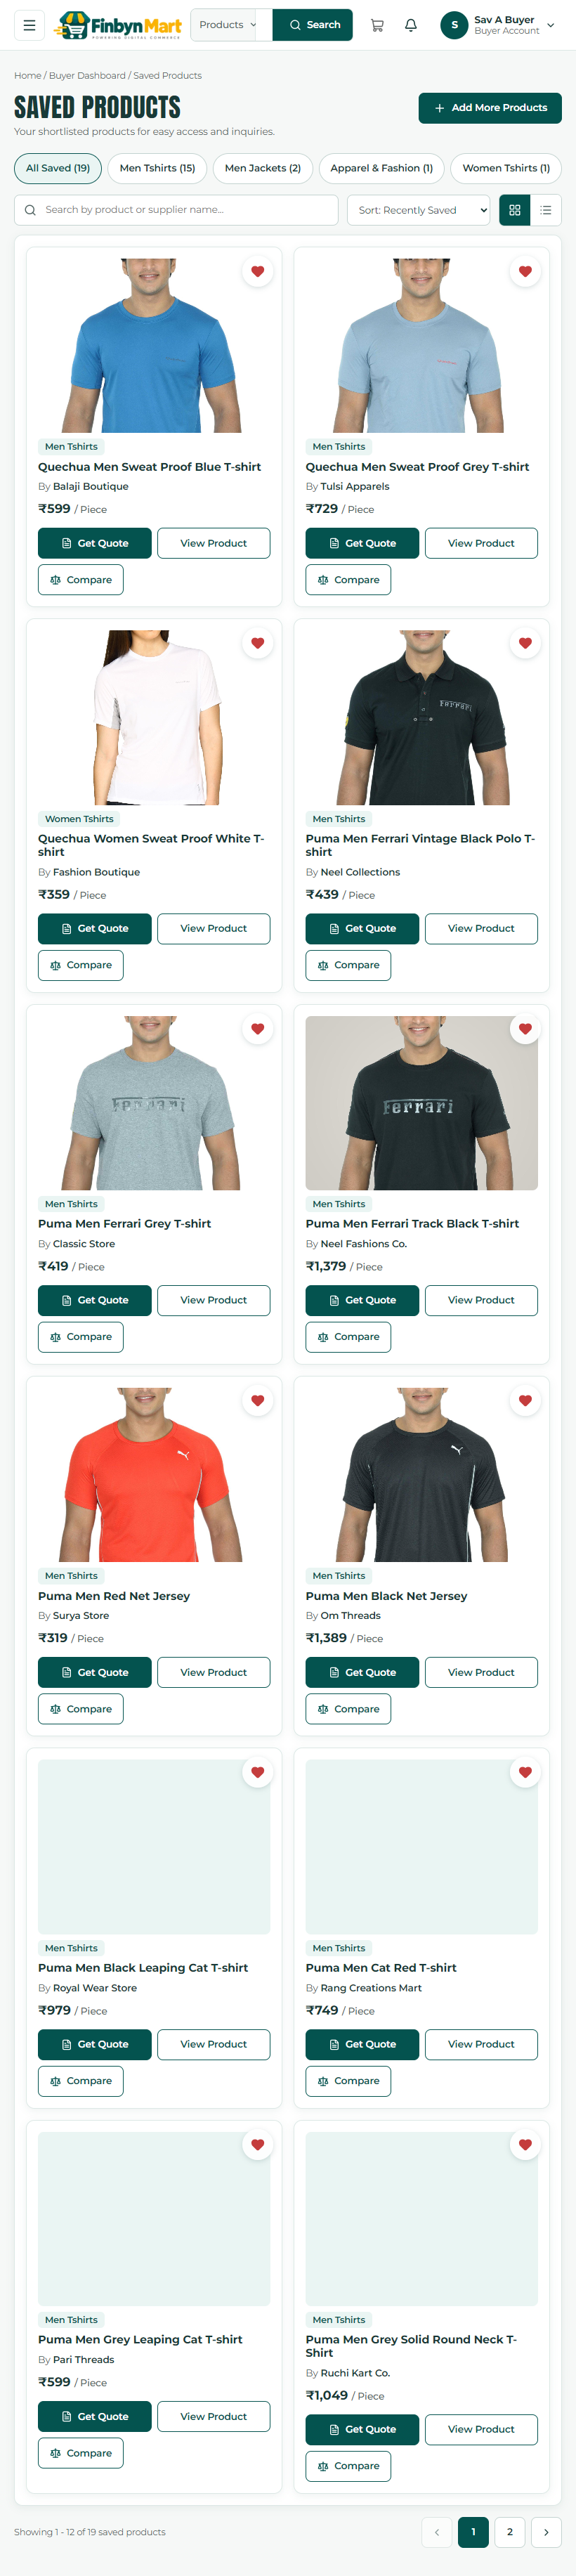 FinbynMart
POWERING DIGITAL COMMERCE
Products
Search
S
Sav A Buyer
Buyer Account
Home / Buyer Dashboard / Saved Products
SAVED PRODUCTS
Your shortlisted products for easy access and inquiries.
Add More Products
All Saved (19)
Men Tshirts (15)
Men Jackets (2)
Apparel & Fashion (1)
Women Tshirts (1)
Search by product or supplier name...
Sort: Recently Saved
Men Tshirts
Quechua Men Sweat Proof Blue T-shirt
By Balaji Boutique
₹599 / Piece
Get Quote
View Product
Compare
Men Tshirts
Quechua Men Sweat Proof Grey T-shirt
By Tulsi Apparels
₹729 / Piece
Get Quote
View Product
Compare
Women Tshirts
Quechua Women Sweat Proof White T-
shirt
By Fashion Boutique
₹359 / Piece
Get Quote
View Product
Compare
Ferrari
Men Tshirts
Puma Men Ferrari Vintage Black Polo T-
shirt
By Neel Collections
₹439 / Piece
Get Quote
View Product
Compare
Ferrari
Men Tshirts
Puma Men Ferrari Grey T-shirt
By Classic Store
₹419 / Piece
Get Quote
View Product
Compare
Ferrari
Men Tshirts
Puma Men Ferrari Track Black T-shirt
By Neel Fashions Co.
₹1,379 / Piece
Get Quote
View Product
Compare
Men Tshirts
Puma Men Red Net Jersey
By Surya Store
₹319 / Piece
Get Quote
View Product
Compare
Men Tshirts
Puma Men Black Net Jersey
By Om Threads
₹1,389 / Piece
Get Quote
View Product
Compare
Men Tshirts
Puma Men Black Leaping Cat T-shirt
By Royal Wear Store
₹979 / Piece
Get Quote
View Product
Compare
Men Tshirts
Puma Men Cat Red T-shirt
By Rang Creations Mart
₹749 / Piece
Get Quote
View Product
Compare
Men Tshirts
Puma Men Grey Leaping Cat T-shirt
By Pari Threads
₹599 / Piece
Get Quote
View Product
Compare
Men Tshirts
Puma Men Grey Solid Round Neck T-
Shirt
By Ruchi Kart Co.
₹1,049 / Piece
Get Quote
View Product
Compare
Showing 1 - 12 of 19 saved products
1
2